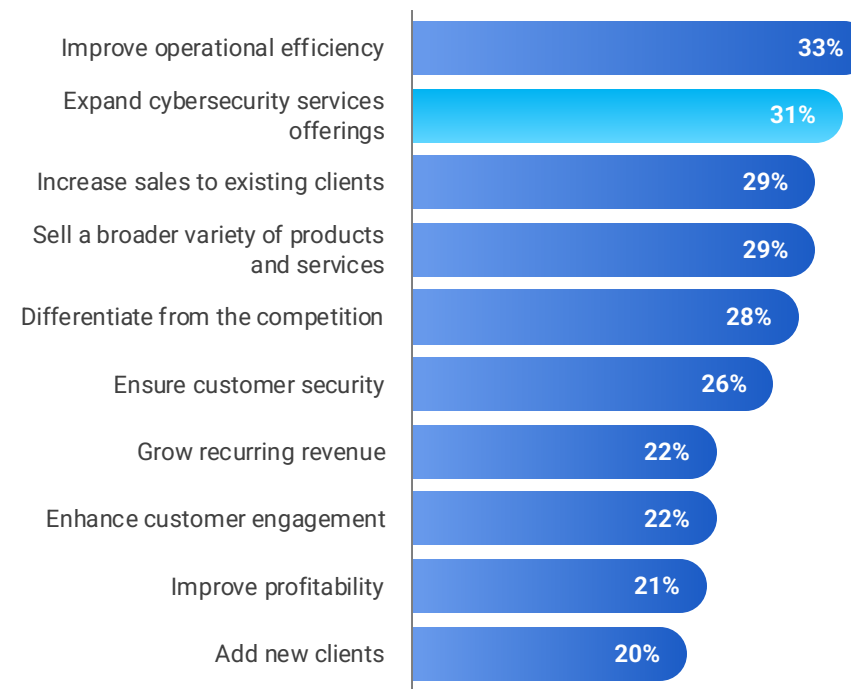 Improve operational efficiency 33%
Expand cybersecurity services
offerings 31%
Increase sales to existing clients 29%
Sell a broader variety of products
and services 29%
Differentiate from the competition 28%
Ensure customer security 26%
Grow recurring revenue 22%
Enhance customer engagement 22%
Improve profitability 21%
Add new clients 20%